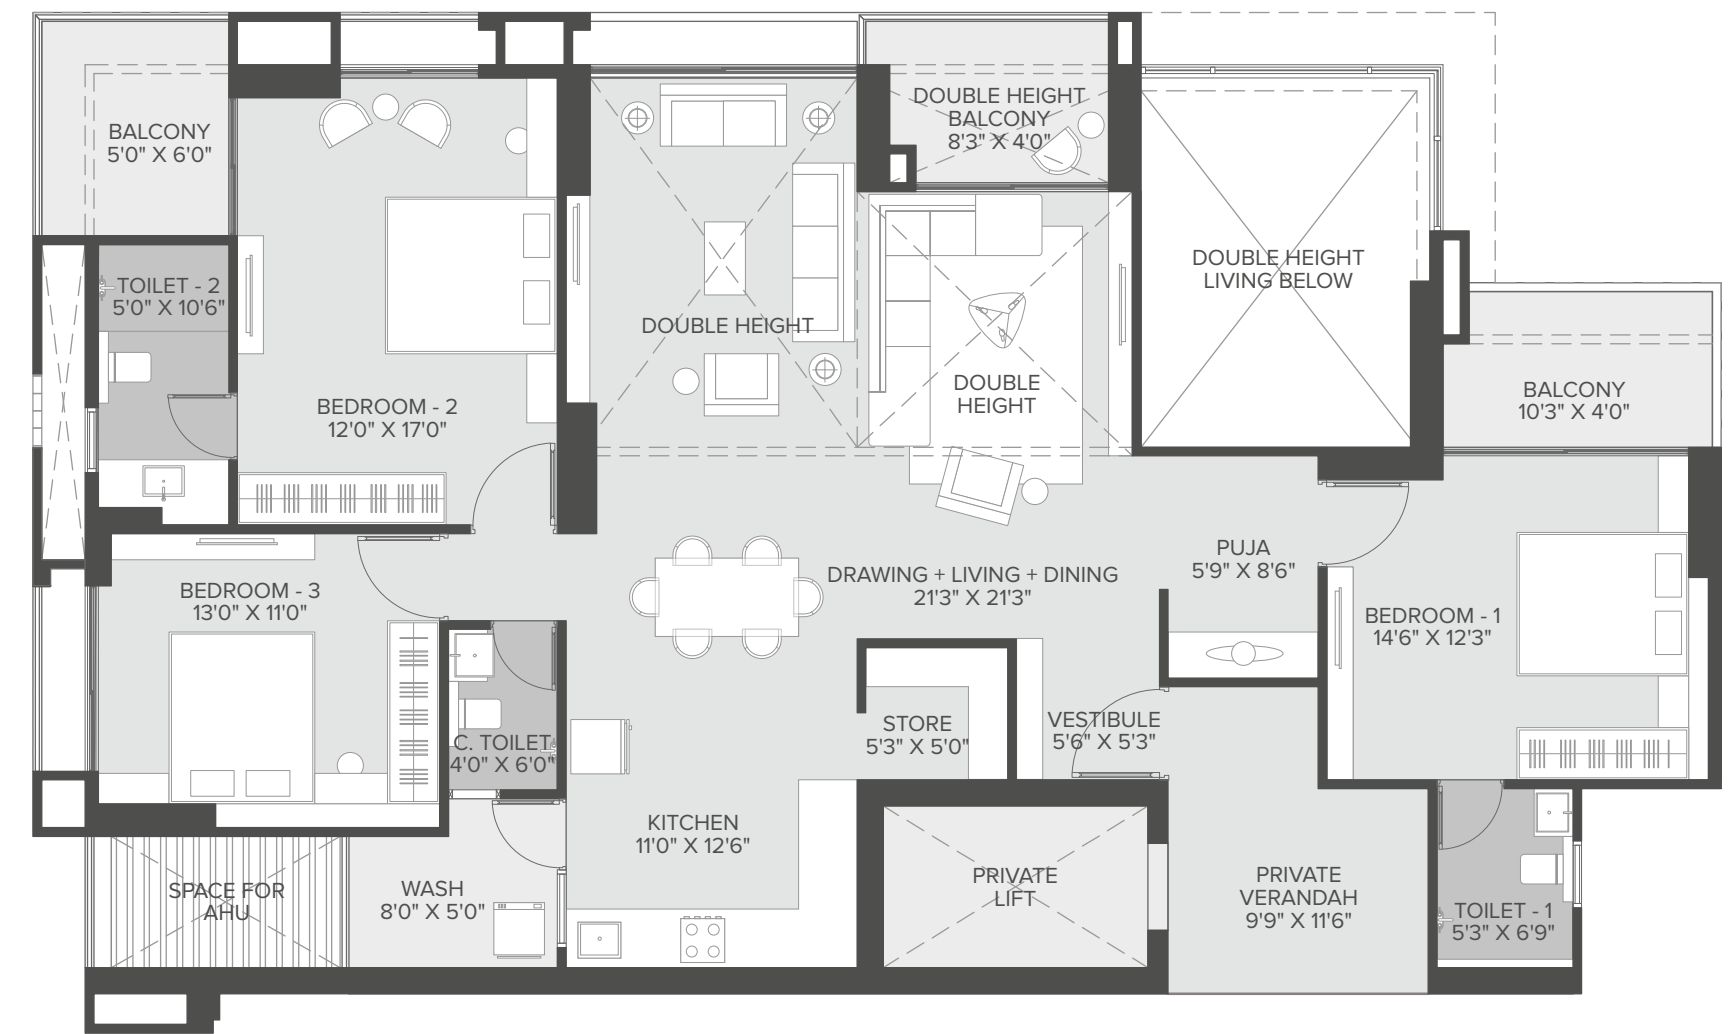 DOUBLE HEIGHT
BALCONY
8'3" X 4'0"
BALCONY
5'0" X 6'0"
DOUBLE HEIGHT
LIVING BELOW
TOILET - 2
5'0" X 10'6"
DOUBLE HEIGHT
DOUBLE
HEIGHT
BALCONY
10'3" X 4'0"
BEDROOM - 2
12'0" X 17'0"
PUJA
5'9" X 8'6"
DRAWING + LIVING + DINING
21'3" X 21'3"
BEDROOM - 3
13'0" X 11'0"
BEDROOM - 1
14'6" X 12'3"
STORE
5'3" X 5'0"
VESTIBULE
5'6" X 5'3"
C. TOILET
4'0" X 6'0"
KITCHEN
11'0" X 12'6"
SPACE FOR
AHU
WASH
8'0" X 5'0"
PRIVATE
LIFT
PRIVATE
VERANDAH
9'9" X 11'6"
TOILET - 1
5'3" X 6'9"